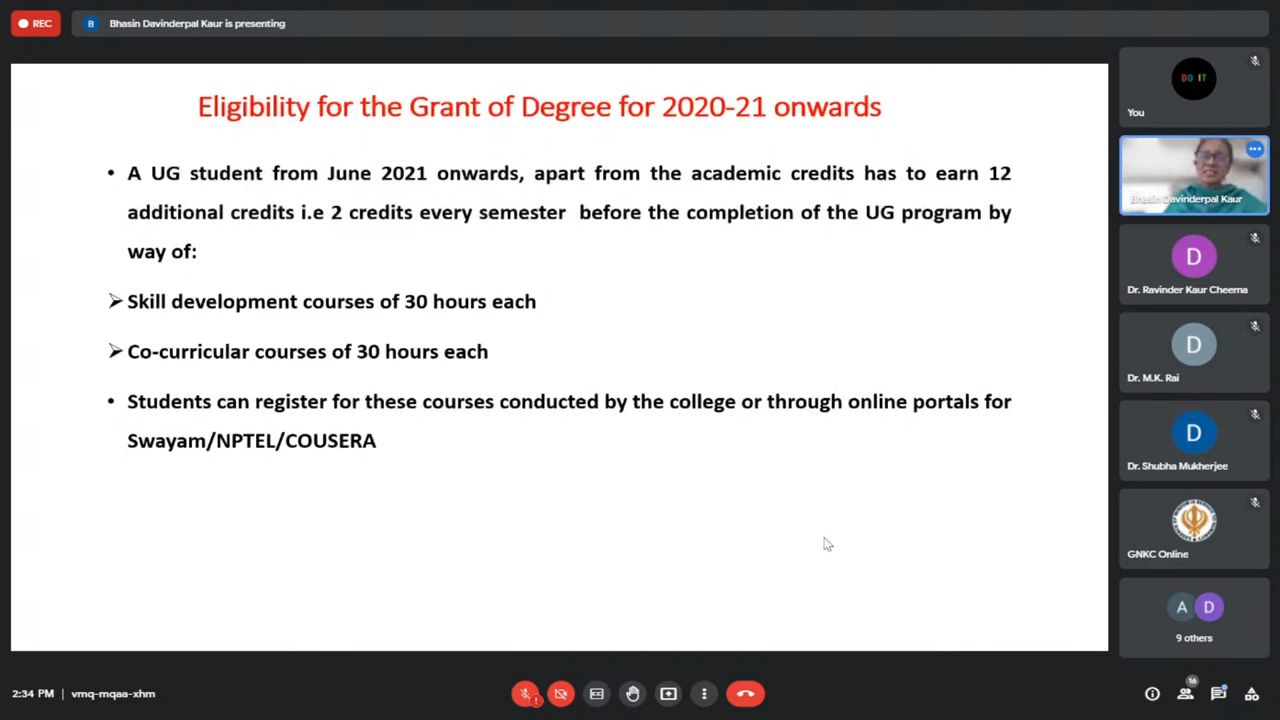 REC
B Bhasin Davinderpal Kaur is presenting
Eligibility for the Grant of Degree for 2020-21 onwards
• A UG student from June 2021 onwards, apart from the academic credits has to earn 12
additional credits i.e 2 credits every semester before the completion of the UG program by
way of:
Skill development courses of 30 hours each
Co-curricular courses of 30 hours each
• Students can register for these courses conducted by the college or through online portals for
Swayam/NPTEL/COUSERA
DO IT
You
Bhasin Davinderpal Kaur
D
Dr. Ravinder Kaur Cheema
D
Dr. M.K. Rai
D
Dr. Shubha Mukherjee
GNKC Online
A D
9 others
2:34 PM | vmq-mqaa-xhm
16